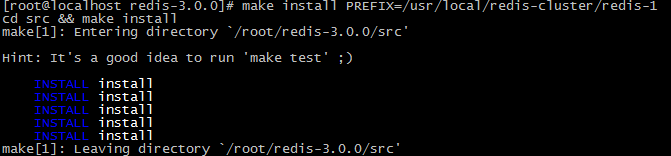 [root@localhost redis-3.0.0]# make install PREFIX=/usr/local/redis-cluster/redis-1
cd src && make install
make[1]: Entering directory `/root/redis-3.0.0/src'
Hint: It's a good idea to run 'make test' ;)
INSTALL install
INSTALL install
INSTALL install
INSTALL install
INSTALL install
make[1]: Leaving directory `/root/redis-3.0.0/src'